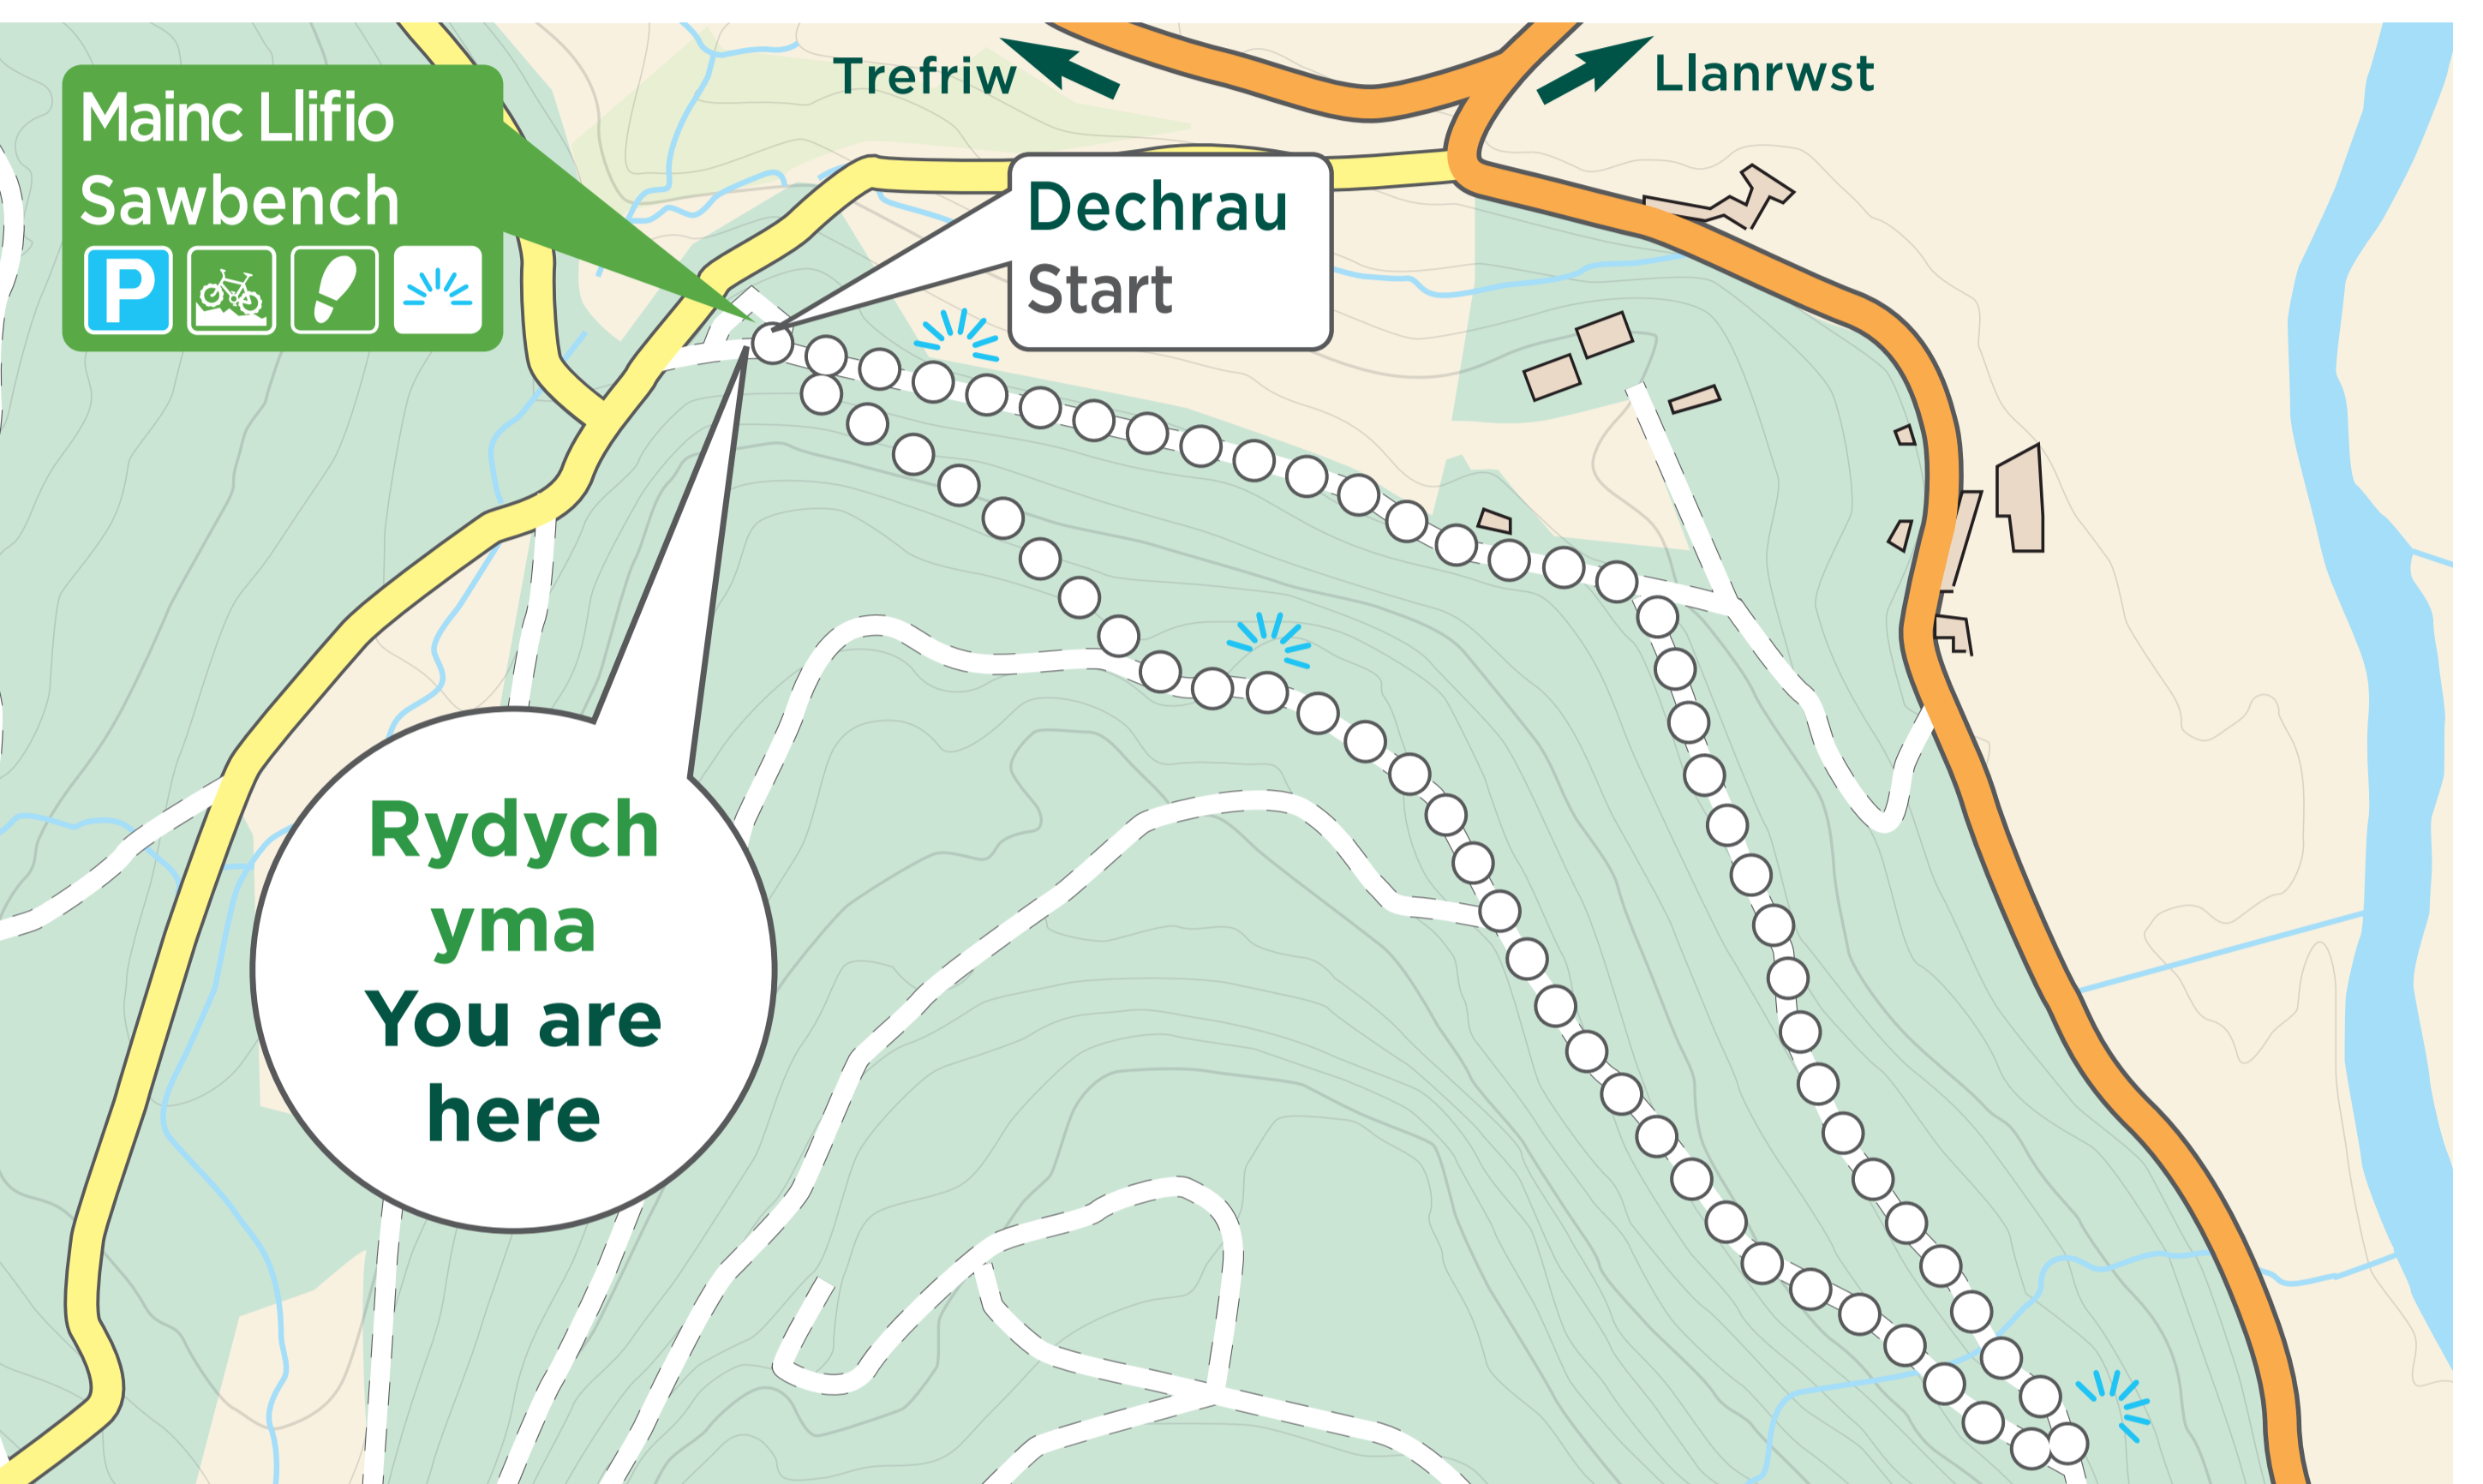 Mainc Llifio
Sawbench
P
Trefriw
Llanrwst
Dechrau
Start
Rydych
yma
You are
here